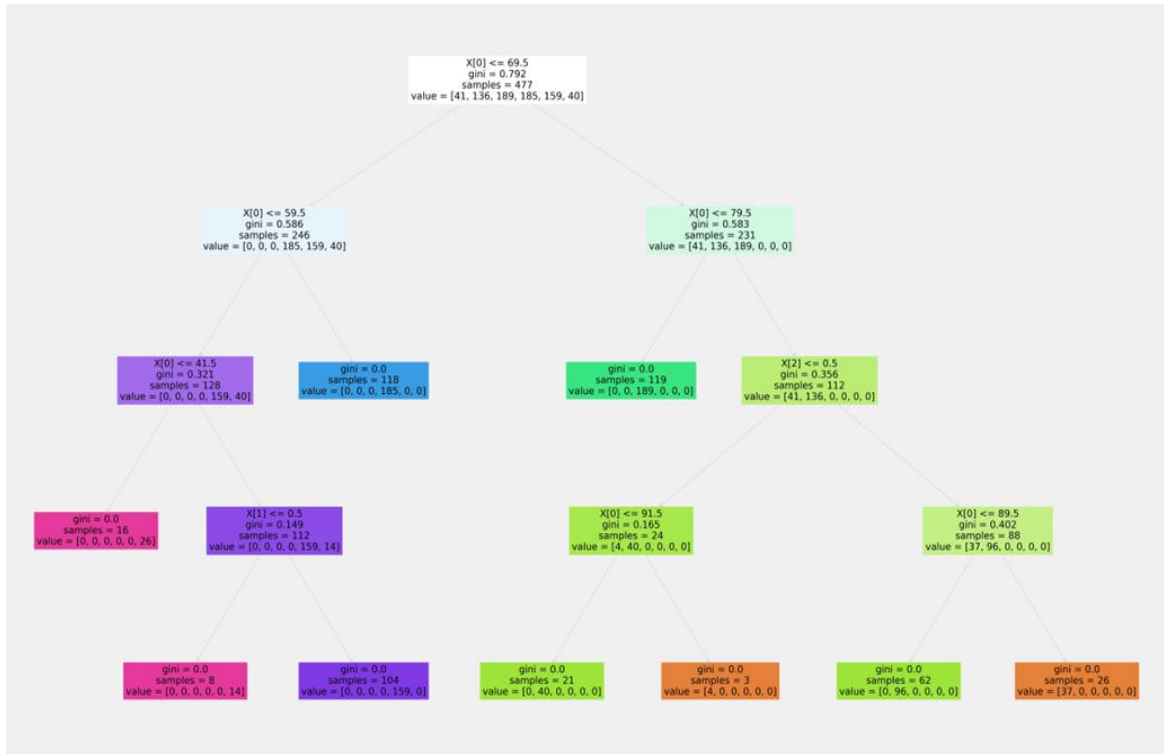 X[0] <= 69.5
gini = 0.792
samples = 477
value = [41, 136, 189, 185, 159, 40]
X[0] <= 59.5
gini = 0.586
samples = 246
value = [0, 0, 0, 185, 159, 40]
X[0] <= 79.5
gini = 0.583
samples = 231
value = [41, 136, 189, 0, 0, 0]
X[0] <= 41.5
gini = 0.321
samples = 128
value = [0, 0, 0, 0, 159, 40]
gini = 0.0
samples = 118
value = [0, 0, 0, 185, 0, 0]
gini = 0.0
samples = 119
value = [0, 0, 189, 0, 0, 0]
X[2] <= 0.5
gini = 0.356
samples = 112
value = [41, 136, 0, 0, 0, 0]
gini = 0.0
samples = 16
value = [0, 0, 0, 0, 0, 26]
X[1] <= 0.5
gini = 0.149
samples = 112
value = [0, 0, 0, 0, 159, 14]
X[0] <= 91.5
gini = 0.165
samples = 24
value = [4, 40, 0, 0, 0, 0]
X[0] <= 89.5
gini = 0.402
samples = 88
value = [37, 96, 0, 0, 0, 0]
gini = 0.0
samples = 8
value = [0, 0, 0, 0, 0, 14]
gini = 0.0
samples = 104
value = [0, 0, 0, 0, 159, 0]
gini = 0.0
samples = 21
value = [0, 40, 0, 0, 0, 0]
gini = 0.0
samples = 3
value = [4, 0, 0, 0, 0, 0]
gini = 0.0
samples = 62
value = [0, 96, 0, 0, 0, 0]
gini = 0.0
samples = 26
value = [37, 0, 0, 0, 0, 0]